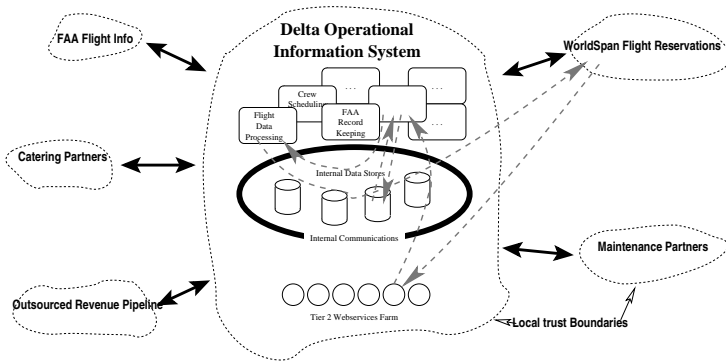 Delta Operational
Information System
FAA Flight Info
WorldSpan Flight Reservations
. . .
. . .
Crew
Scheduling
Flight
Data
Processing
FAA
Record
Keeping
. . .
Catering Partners
Internal Data Stores
Internal Communications
Maintenance Partners
Outsourced Revenue Pipeline
Tier 2 Webservices Farm
Local trust Boundaries